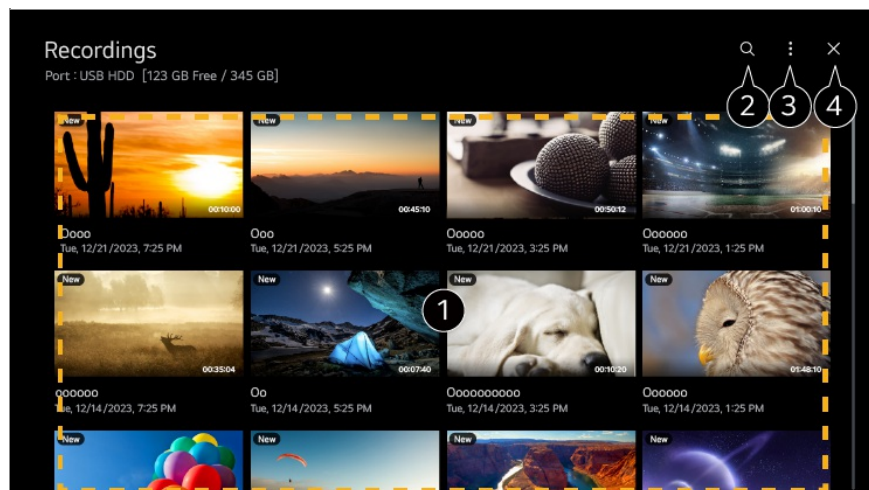 Recordings
Port : USB HDD [123 GB Free / 345 GB]
2 3 4
New New New
00:10:00 00:45:10 00:50:12 01:00:10
Oooo Ooo Ooooo Oooooo
Tue, 12/21/2023, 7:25 PM Tue, 12/21/2023, 5:25 PM Tue, 12/21/2023, 3:25 PM Tue, 12/21/2023, 1:25 PM
New New New New
1
00:35:04 00:07:40 00:10:20 01:48:10
oooooo Oo Oooooooooo Oooooo
Tue, 12/14/2023, 7:25 PM Tue, 12/14/2023, 5:25 PM Tue, 12/14/2023, 3:25 PM Tue, 12/14/2023, 1:25 PM
New New New New